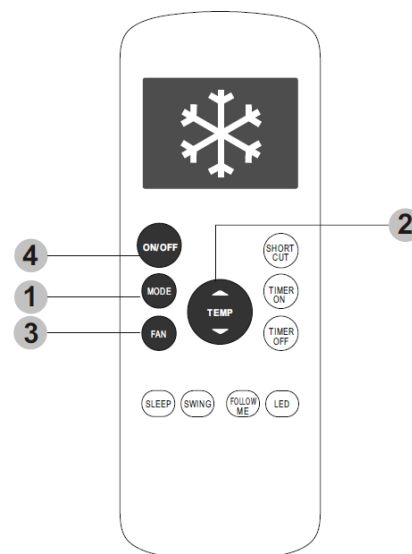 2
4
ON/OFF
SHORT
CUT
1
MODE
TEMP
TIMER
ON
3
FAN
TIMER
OFF
SLEEP
SWING
FOLLOW
ME
LED